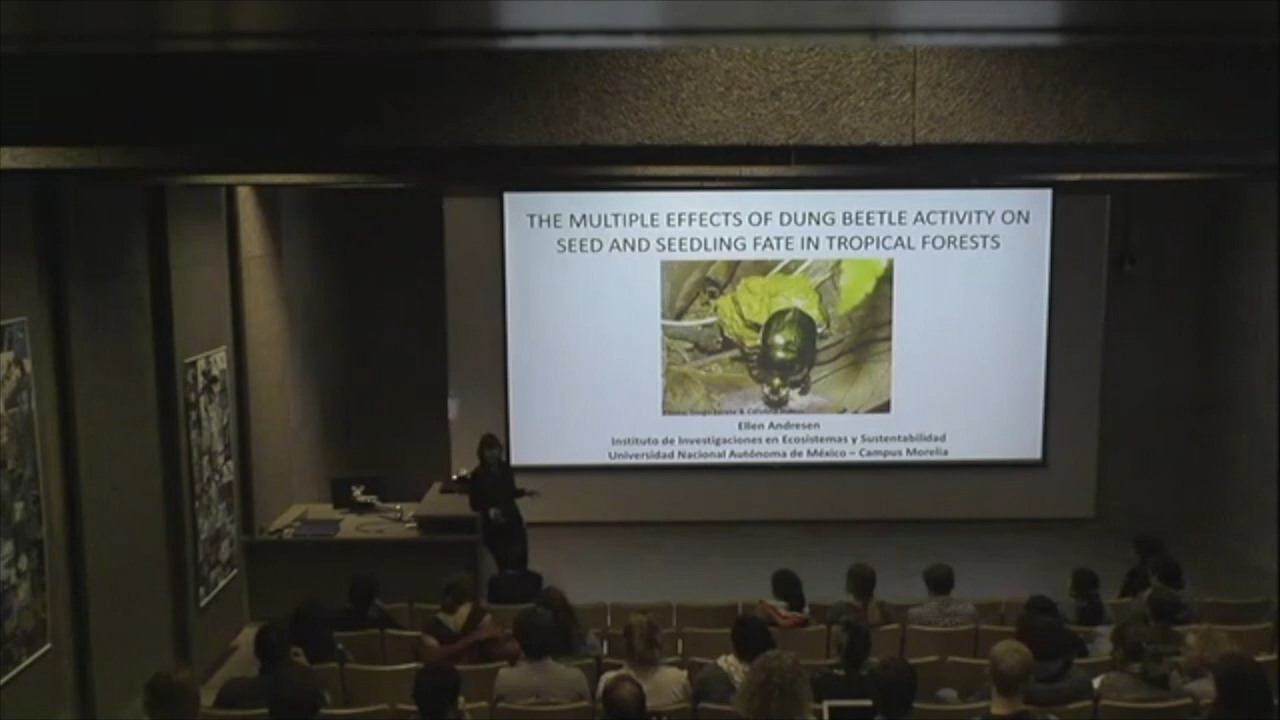 THE MULTIPLE EFFECTS OF DUNG BEETLE ACTIVITY ON
SEED AND SEEDLING FATE IN TROPICAL FORESTS
Ellen Andresen
Instituto de Investigaciones en Ecosistemas y Sustentabilidad
Universidad Nacional Autónoma de México – Campus Morelia